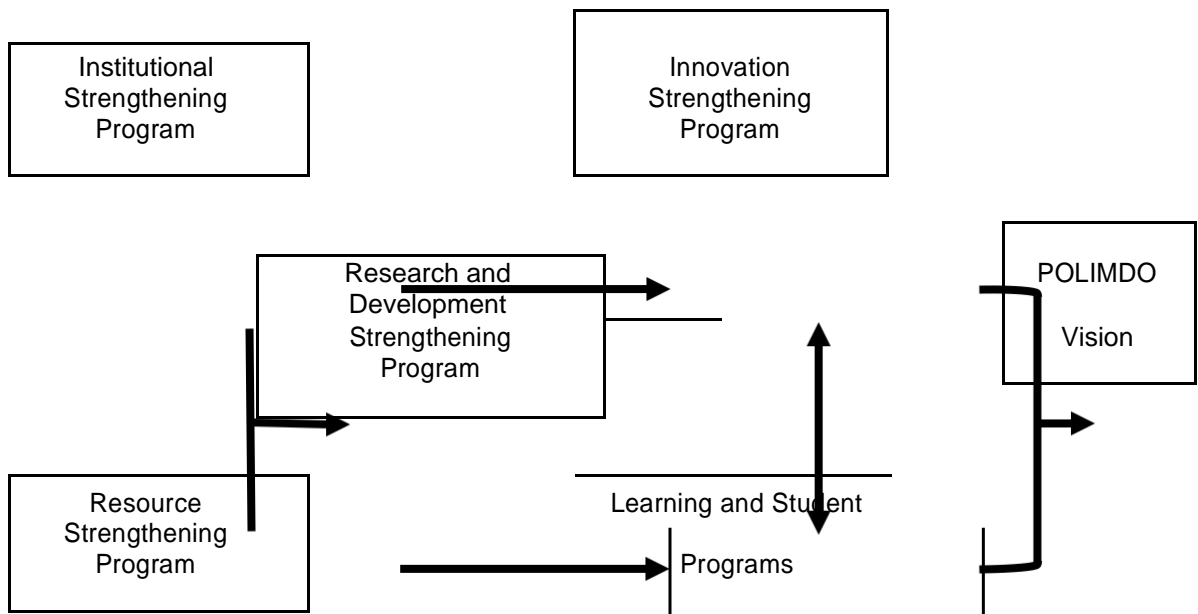 Institutional
Strengthening
Program
Innovation
Strengthening
Program
Research and
Development
Strengthening
Program
POLIMDO
Vision
Resource
Strengthening
Program
Learning and Student
Programs